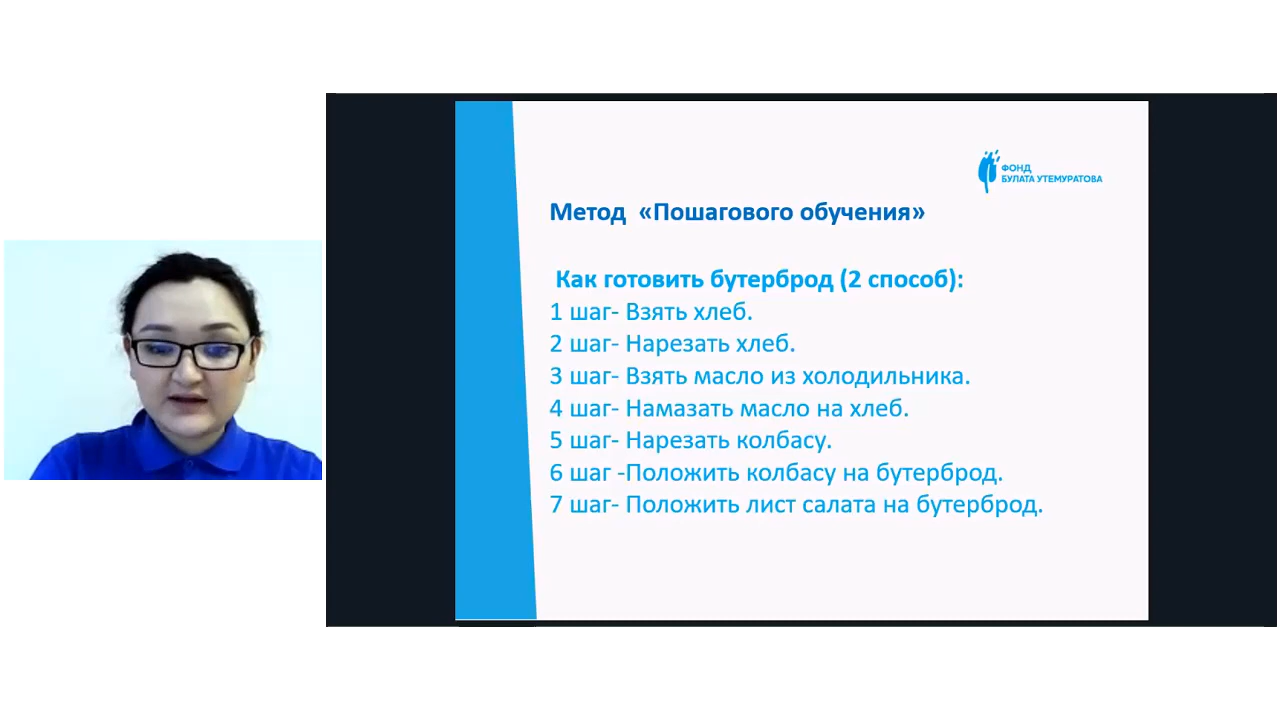 ФОНД
БУЛАТА УТЕМУРАТОВА
Метод «Пошагового обучения»
Как готовить бутерброд (2 способ):
1 шаг- Взять хлеб.
2 шаг- Нарезать хлеб.
3 шаг- Взять масло из холодильника.
4 шаг- Намазать масло на хлеб.
5 шаг- Нарезать колбасу.
6 шаг -Положить колбасу на бутерброд.
7 шаг- Положить лист салата на бутерброд.